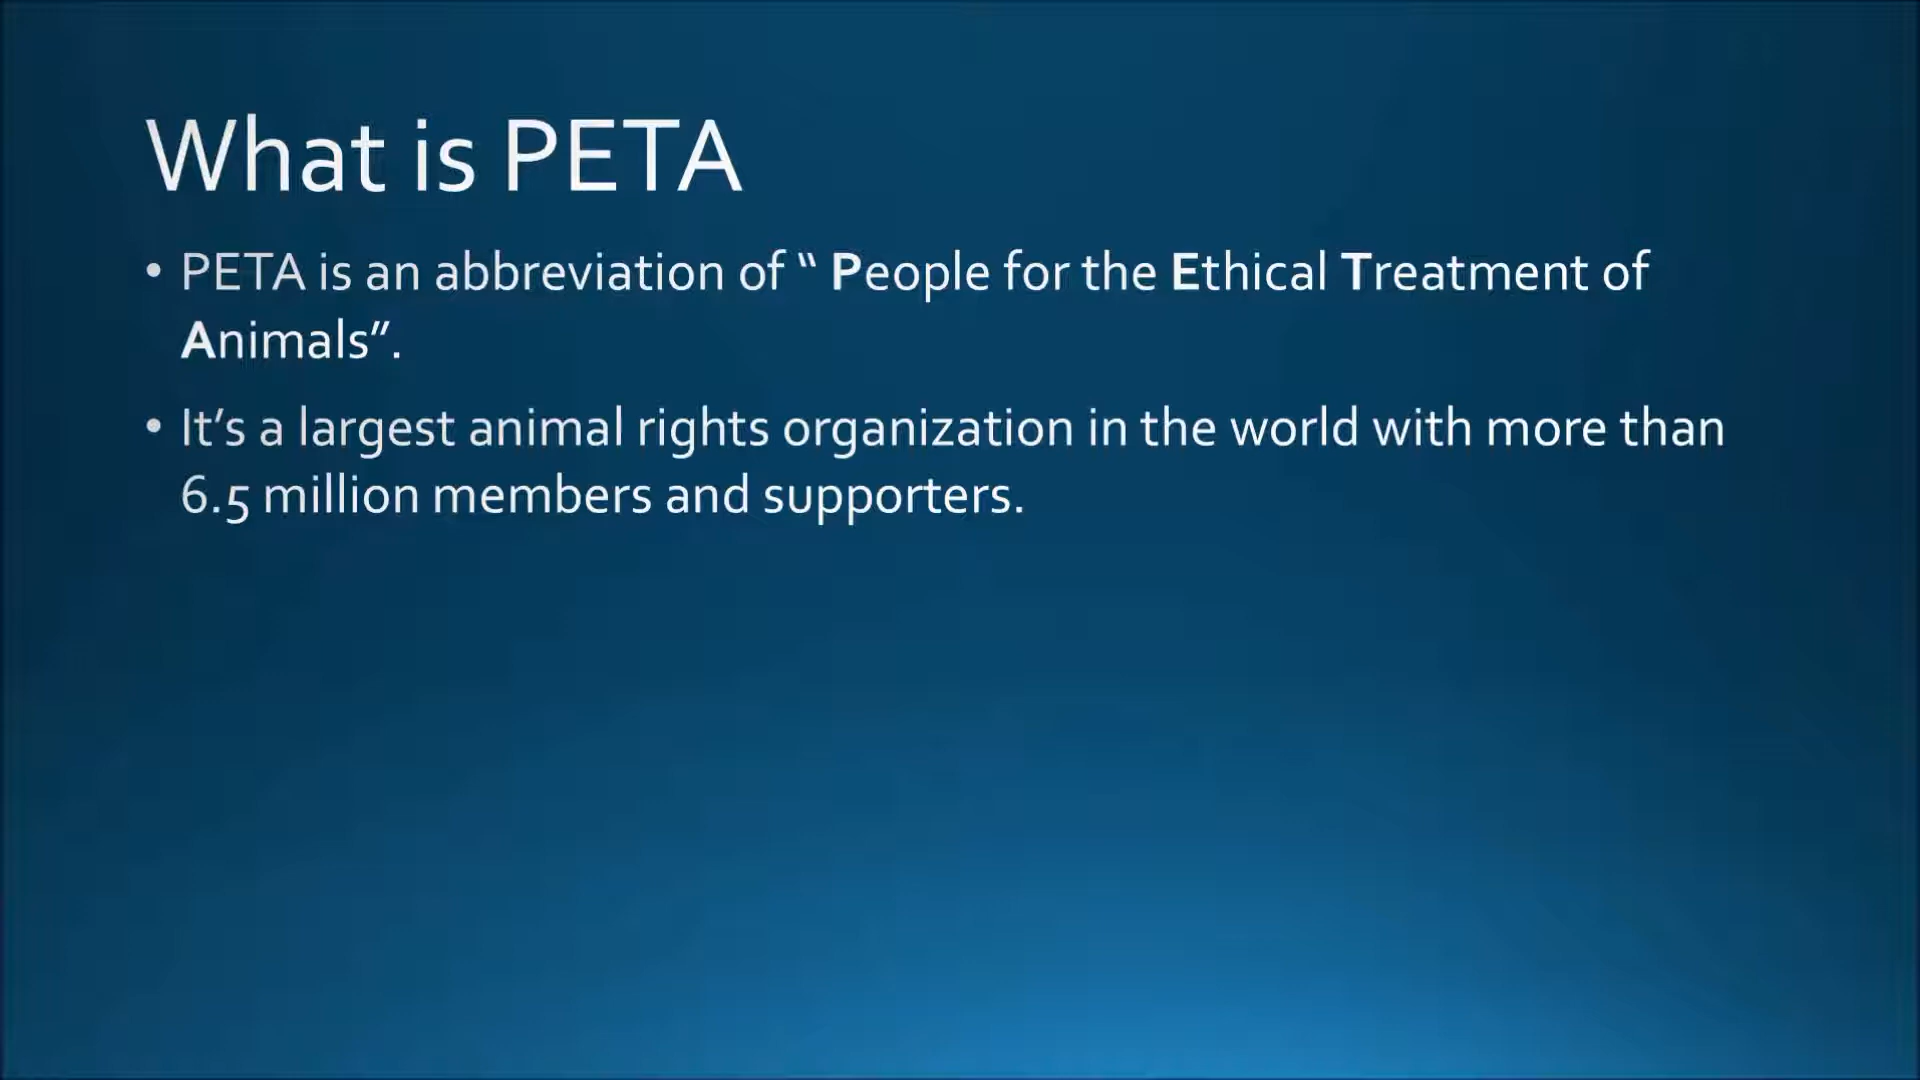 What is PETA
• PETA is an abbreviation of “ People for the Ethical Treatment of
Animals”.
• It’s a largest animal rights organization in the world with more than
6.5 million members and supporters.